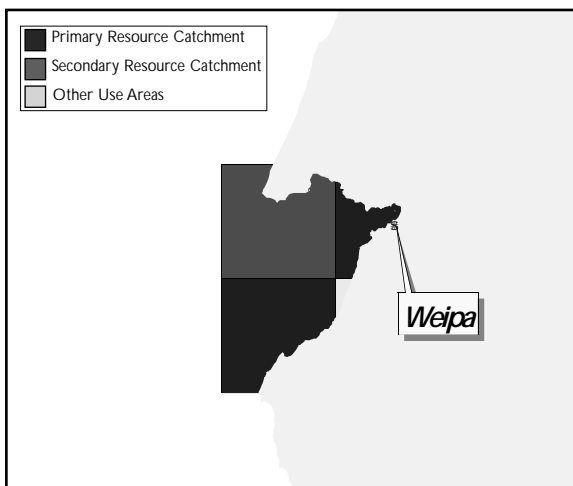 Primary Resource Catchment
Secondary Resource Catchment
Other Use Areas
Weipa